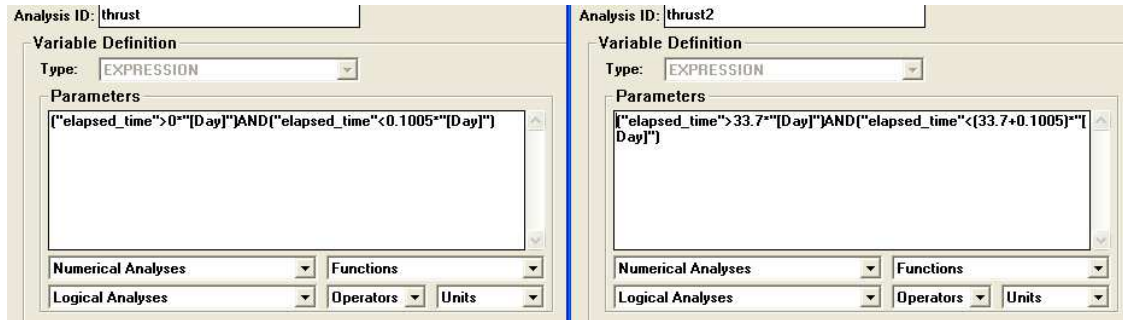 Analysis ID: thrust
Variable Definition
Type: EXPRESSION
Parameters
("elapsed_time">0*"[Day]")AND("elapsed_time"<0.1005*"[Day]")
Numerical Analyses Functions
Logical Analyses Operators Units
Analysis ID: thrust2
Variable Definition
Type: EXPRESSION
Parameters
("elapsed_time">33.7*"[Day]")AND("elapsed_time"<(33.7+0.1005)*"[
Day]")
Numerical Analyses Functions
Logical Analyses Operators Units